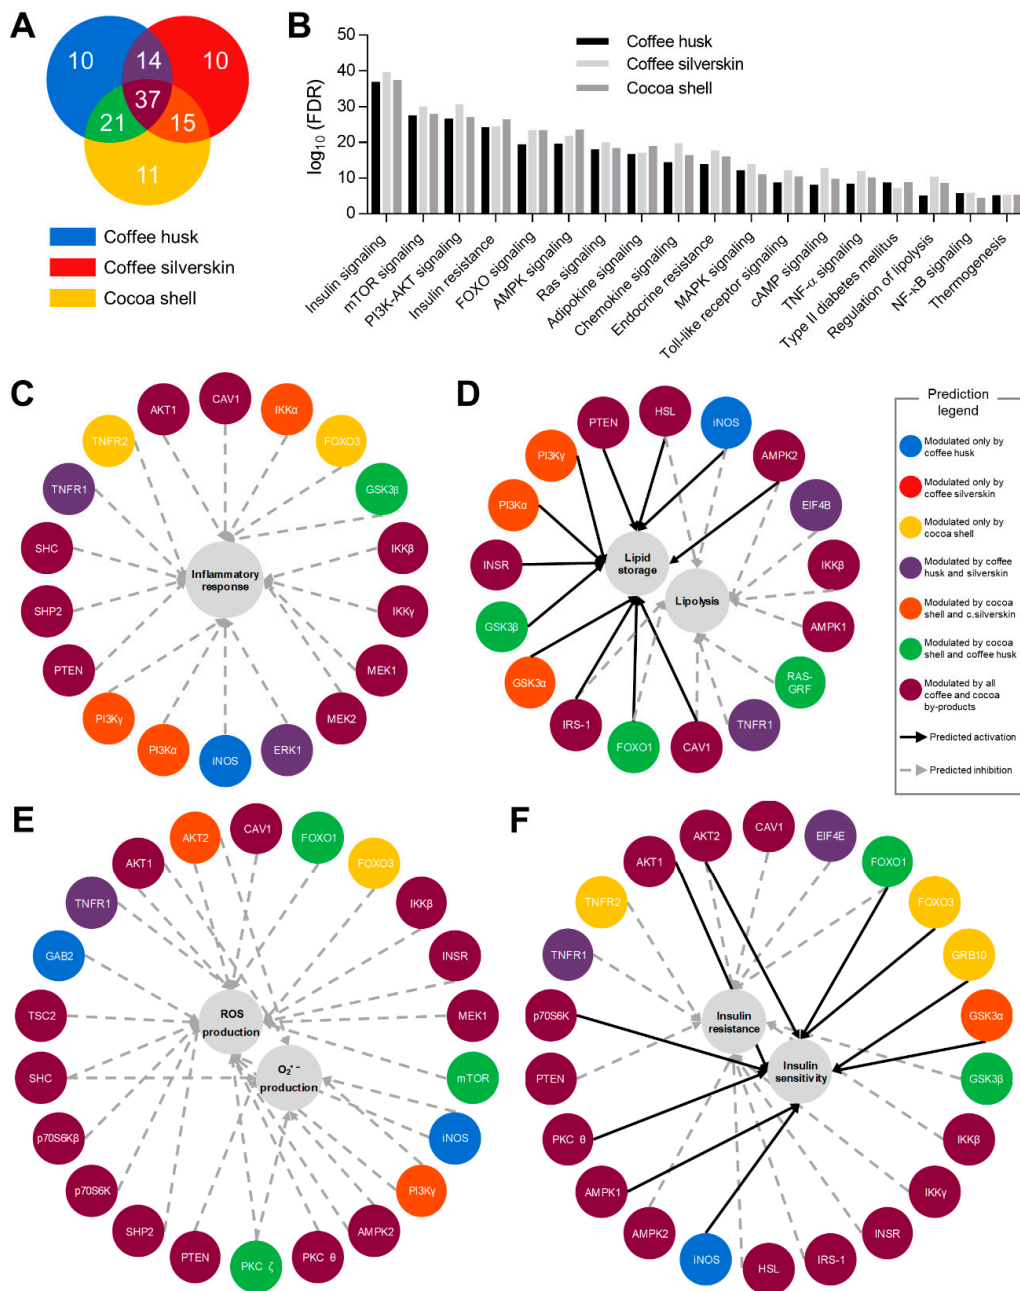 A
10
14
10
37
21
15
11
Coffee husk
Coffee silverskin
Cocoa shell
B
Coffee husk
Coffee silverskin
Cocoa shell
log10 (FDR)
50
40
30
20
10
0
Insulin signaling
mTOR signaling
PI3K-AKT signaling
Insulin resistance
FOXO signaling
AMPK signaling
Ras signaling
Adipokine signaling
Chemokine signaling
Endocrine resistance
MAPK signaling
Toll-like receptor signaling
cAMP signaling
TNF-α signaling
Type II diabetes mellitus
Regulation of lipolysis
NF-κB signaling
Thermogenesis
C
CAV1
AKT1
IKKα
TNFR2
FOXO3
TNFR1
GSK3β
SHC
IKKβ
Inflammatory
response
SHP2
IKKγ
PTEN
MEK1
PI3Kγ
MEK2
PI3Kα
ERK1
iNOS
D
PTEN
HSL
iNOS
PI3Kγ
AMPK2
PI3Kα
EIF4B
INSR
Lipid
storage
IKKβ
Lipolysis
GSK3β
AMPK1
GSK3α
RAS-
GRF
IRS-1
TNFR1
FOXO1
CAV1
Prediction
legend
Modulated only by
coffee husk
Modulated only by
coffee silverskin
Modulated only by
cocoa shell
Modulated by coffee
husk and silverskin
Modulated by cocoa
shell and c.silverskin
Modulated by cocoa
shell and coffee husk
Modulated by all
coffee and cocoa
by-products
Predicted activation
Predicted inhibition
E
CAV1
AKT2
FOXO1
AKT1
FOXO3
TNFR1
IKKβ
GAB2
INSR
TSC2
ROS
production
MEK1
SHC
O2•−
production
mTOR
p70S6Kβ
iNOS
p70S6K
PI3Kγ
SHP2
AMPK2
PTEN
PKC ζ
PKC θ
F
CAV1
AKT2
EIF4E
AKT1
FOXO1
TNFR2
FOXO3
TNFR1
GRB10
p70S6K
Insulin
resistance
GSK3α
PTEN
Insulin
sensitivity
GSK3β
PKC θ
IKKβ
AMPK1
IKKγ
AMPK2
INSR
iNOS
IRS-1
HSL